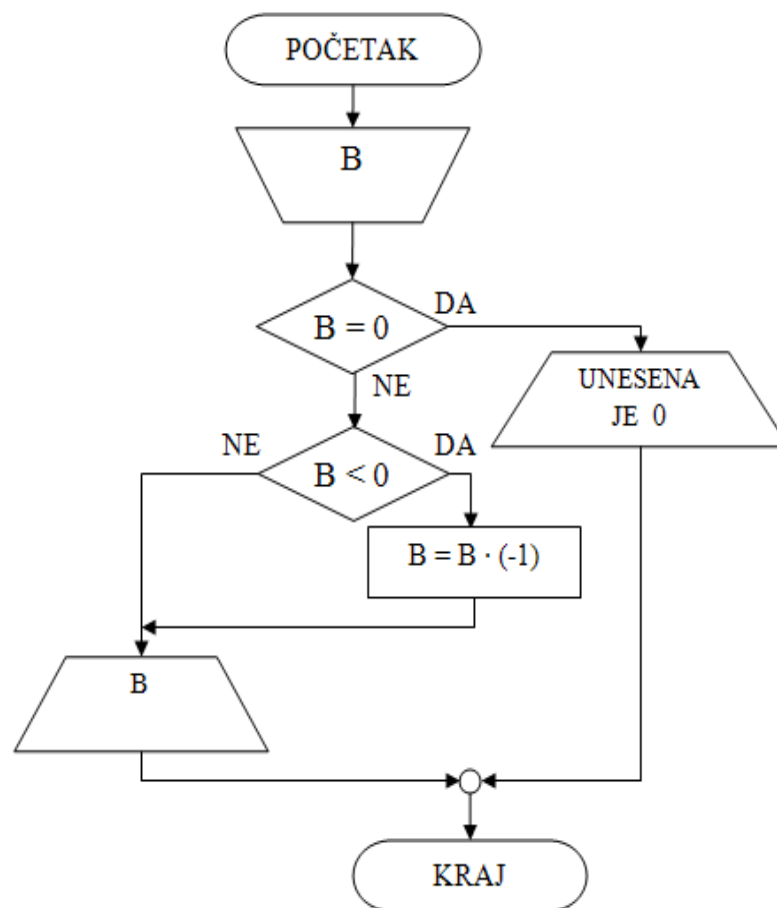 POČETAK
B
B = 0
DA
NE
UNESENA
JE 0
NE
B < 0
DA
B = B · (-1)
B
KRAJ